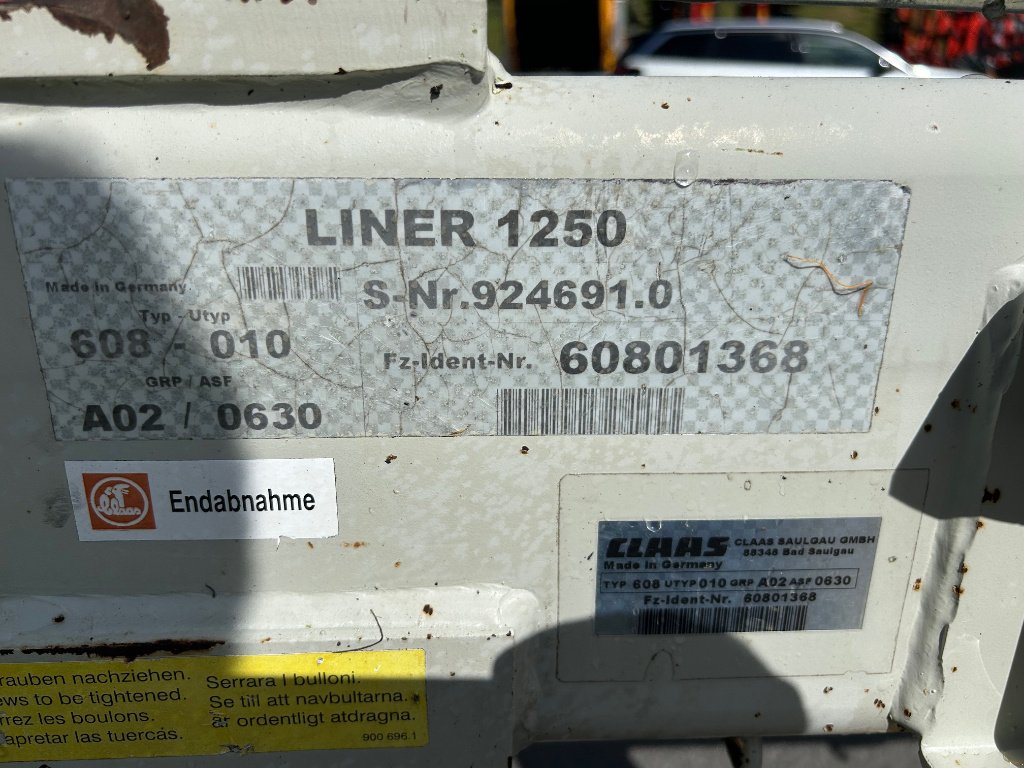 LINER 1250
Made in Germany
S-Nr.924691.0
Typ - Utyp
608 - 010
Fz-Ident-Nr. 60801368
GRP / ASF
A02 / 0630
Claas
Endabnahme
CLAAS CLAAS SAULGAU GMBH
88348 Bad Saulgau
Made in Germany
TYP 608 UTYP 010 GRP A02 ASF 0630
Fz-Ident-Nr. 60801368
rauben nachziehen.
ews to be tightened.
rrez les boulons.
apretar las tuercás.
Serrara I bulloni.
Se till att navbultarna.
är ordentligt atdragna.
900 696.1